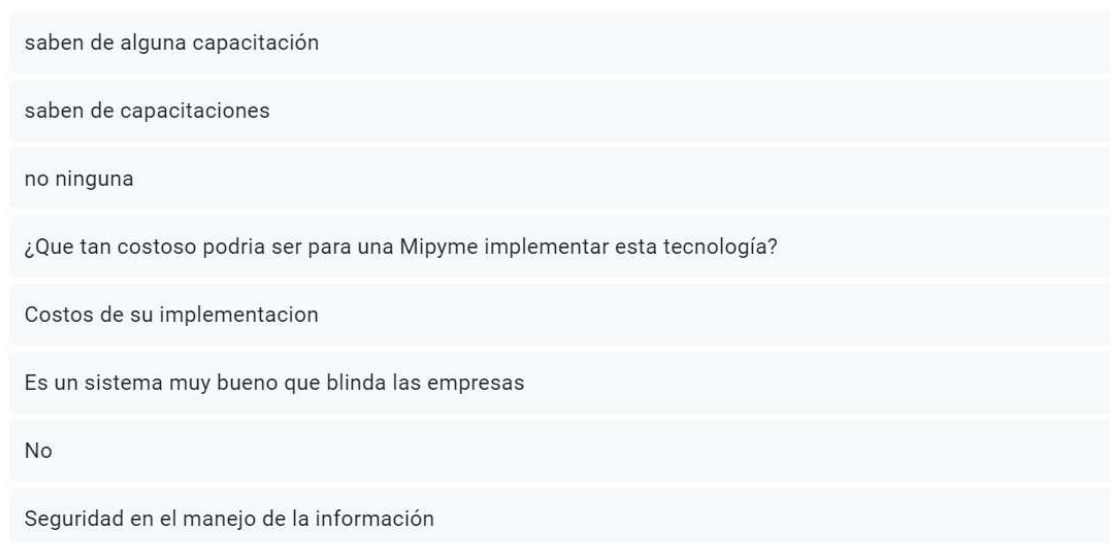 saben de alguna capacitación
saben de capacitaciones
no ninguna
¿Que tan costoso podria ser para una Mipyme implementar esta tecnología?
Costos de su implementacion
Es un sistema muy bueno que blinda las empresas
No
Seguridad en el manejo de la información